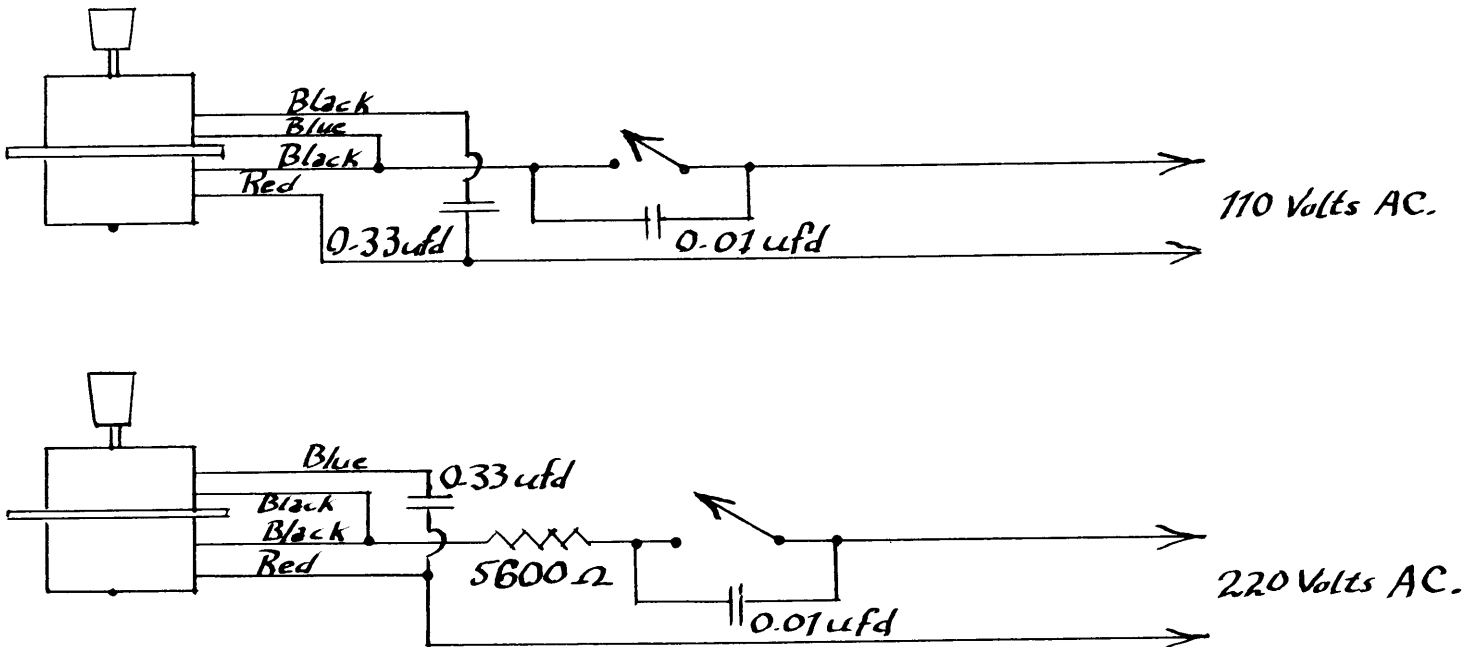 Black
Blue
Black
Red
0.33ufd
0.01ufd
110 Volts AC.
Blue
0.33ufd
Black
Black
Red
5600Ω
0.01ufd
220 Volts AC.